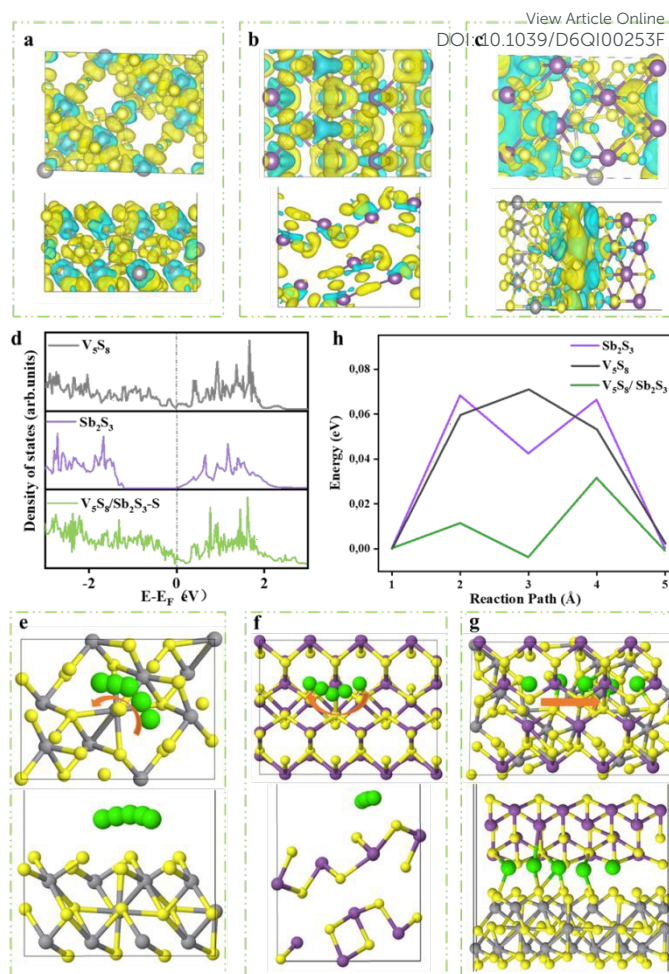 View Article Online
DOI: 10.1039/D6QI00253F
a
b
c
d
V5S8
Sb2S3
V5S8/Sb2S3-S
Density of states (arb.units)
-2
0
2
E-EF (eV)
h
Sb2S3
V5S8
V5S8/ Sb2S3
Energy (eV)
0,08
0,06
0,04
0,02
0,00
1
2
3
4
5
Reaction Path (Å)
e
f
g